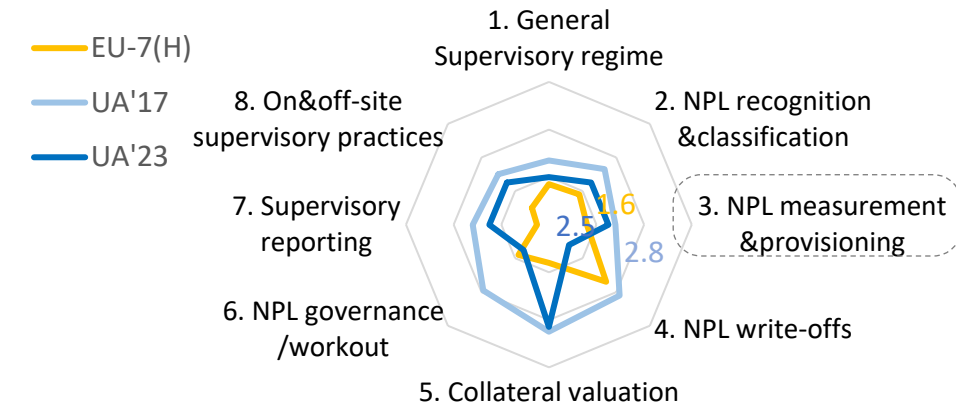 1. General
Supervisory regime
EU-7(H)
UA'17
UA'23
8. On&off-site
supervisory practices
2. NPL recognition
&classification
7. Supervisory
reporting
1.6
2.5
2.8
3. NPL measurement
&provisioning
6. NPL governance
/workout
4. NPL write-offs
5. Collateral valuation